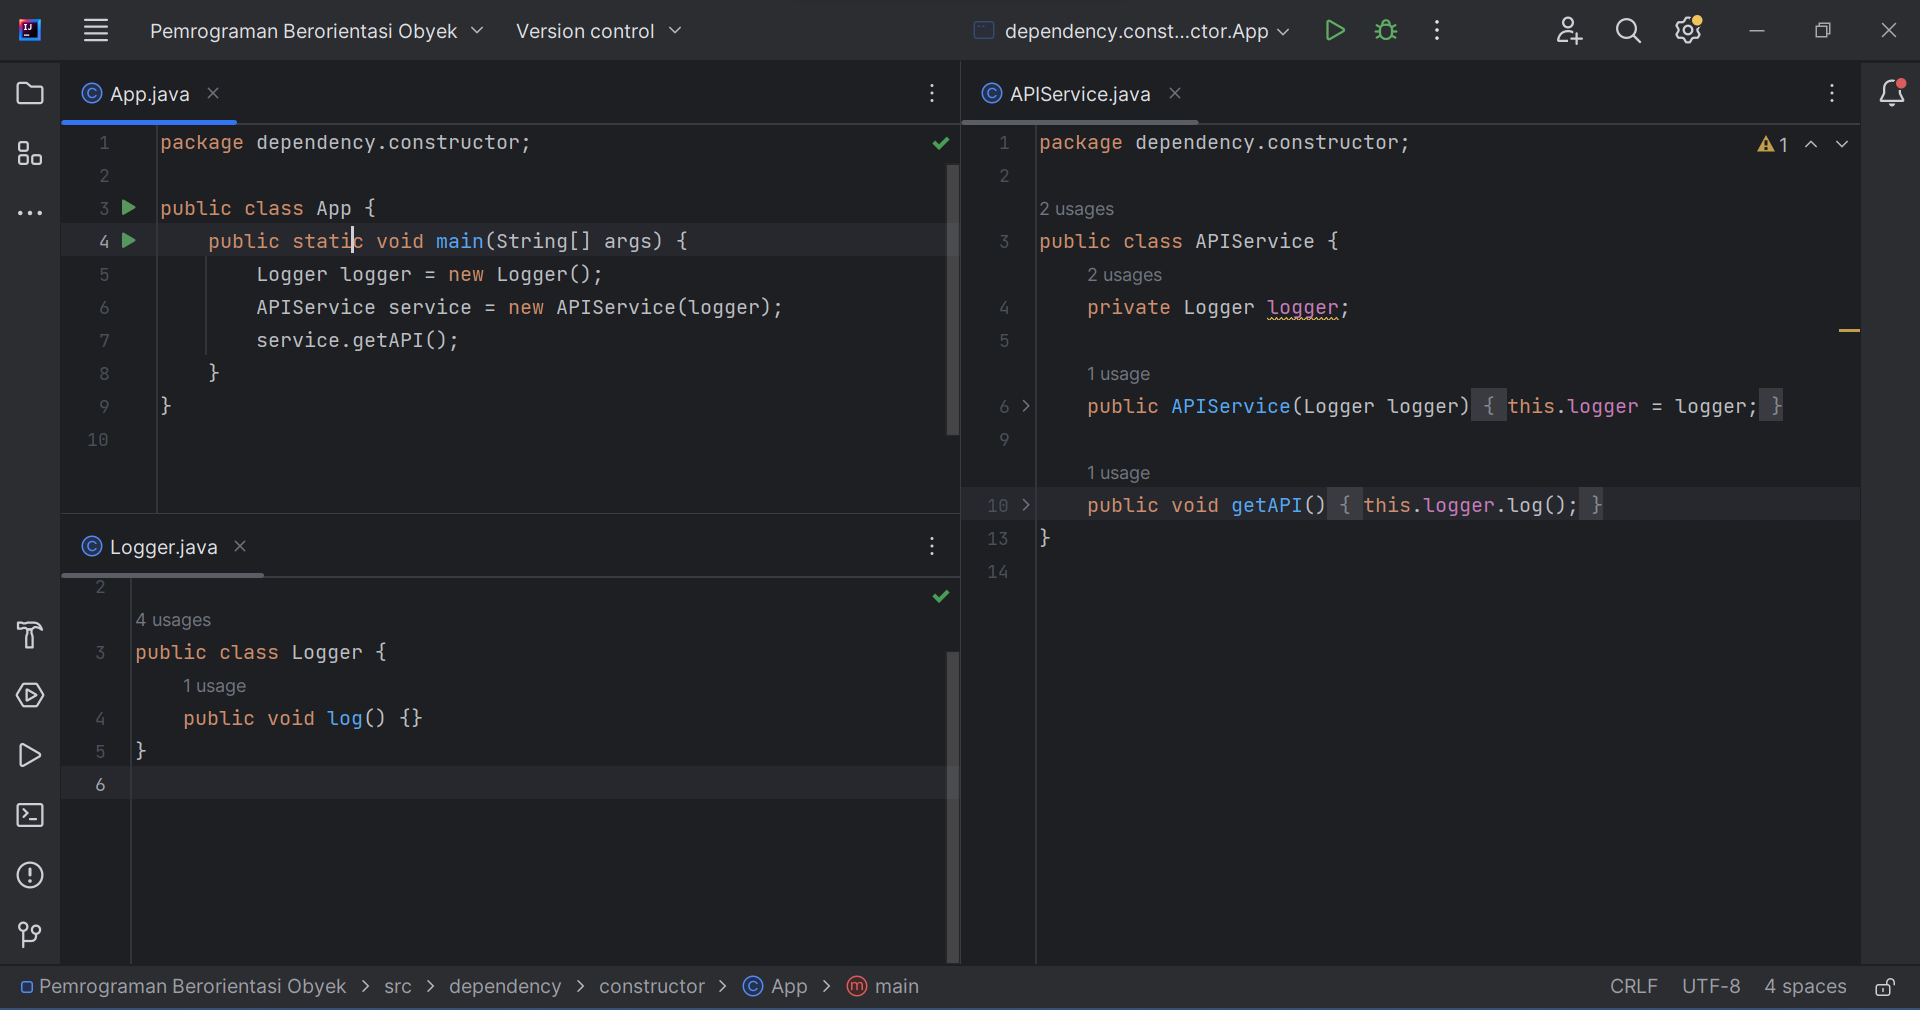 Pemrograman Berorientasi Obyek
Version control
dependency.const...ctor.App
App.java
1 package dependency.constructor;
2
3 public class App {
4 public static void main(String[] args) {
5 Logger logger = new Logger();
6 APIService service = new APIService(logger);
7 service.getAPI();
8 }
9 }
10
Logger.java
2
4 usages
3 public class Logger {
1 usage
4 public void log() {}
5 }
6
APIService.java
1 package dependency.constructor;
1
2
2 usages
3 public class APIService {
2 usages
4 private Logger logger;
5
1 usage
6 public APIService(Logger logger) { this.logger = logger; }
9
1 usage
10 public void getAPI() { this.logger.log(); }
13 }
14
Pemrograman Berorientasi Obyek > src > dependency > constructor > App > main
CRLF UTF-8 4 spaces